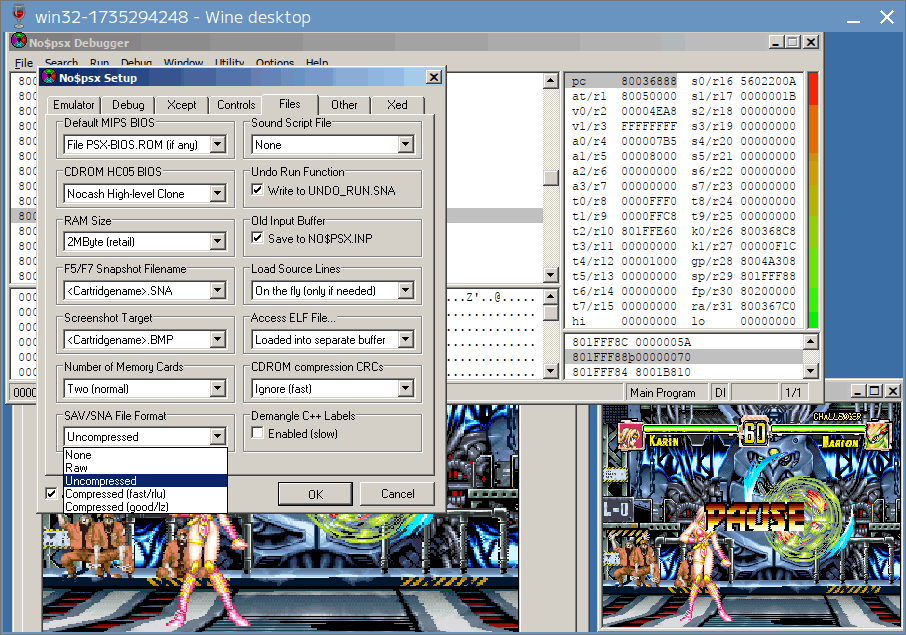 win32-1735294248 - Wine desktop
No$psx Debugger
File Search Run Debug Window Utility Options Help
No$psx Setup
Emulator Debug Xcept Controls Files Other Xed
Default MIPS BIOS
File PSX-BIOS.ROM (if any)
CDROM HC05 BIOS
Nocash High-level Clone
RAM Size
2MByte (retail)
F5/F7 Snapshot Filename
<Cartridgename>.SNA
Screenshot Target
<Cartridgename>.BMP
Number of Memory Cards
Two (normal)
SAV/SNA File Format
Uncompressed
None
Raw
Uncompressed
Compressed (fast/rlu)
Compressed (good/lz)
Sound Script File
None
Undo Run Function
Write to UNDO_RUN.SNA
Old Input Buffer
Save to NO$PSX.INP
Load Source Lines
On the fly (only if needed)
Access ELF File...
Loaded into separate buffer
CDROM compression CRCs
Ignore (fast)
Demangle C++ Labels
Enabled (slow)
OK Cancel
...Z'..@.....
pc 80036888 s0/r16 5602200A
at/r1 80050000 s1/r17 0000001B
v0/r2 00004EA8 s2/r18 00000000
v1/r3 FFFFFFFF s3/r19 00000000
a0/r4 000007B5 s4/r20 00000000
a1/r5 00008000 s5/r21 00000000
a2/r6 00000000 s6/r22 00000000
a3/r7 00000000 s7/r23 00000000
t0/r8 0000FFF0 t8/r24 00000000
t1/r9 0000FFC8 t9/r25 00000000
t2/r10 801FFE60 k0/r26 800368C8
t3/r11 00000000 k1/r27 00000F1C
t4/r12 00001000 gp/r28 8004A308
t5/r13 00000000 sp/r29 801FFF88
t6/r14 00000000 fp/r30 80200000
t7/r15 00000000 ra/r31 800367C0
hi 00000000 lo 00000000
801FFF8C 0000005A
801FFF88þ00000070
801FFF84 8001B810
Main Program DI 1/1
CHALLENGER
60
KARIN
MARION
L-0
PAUSE